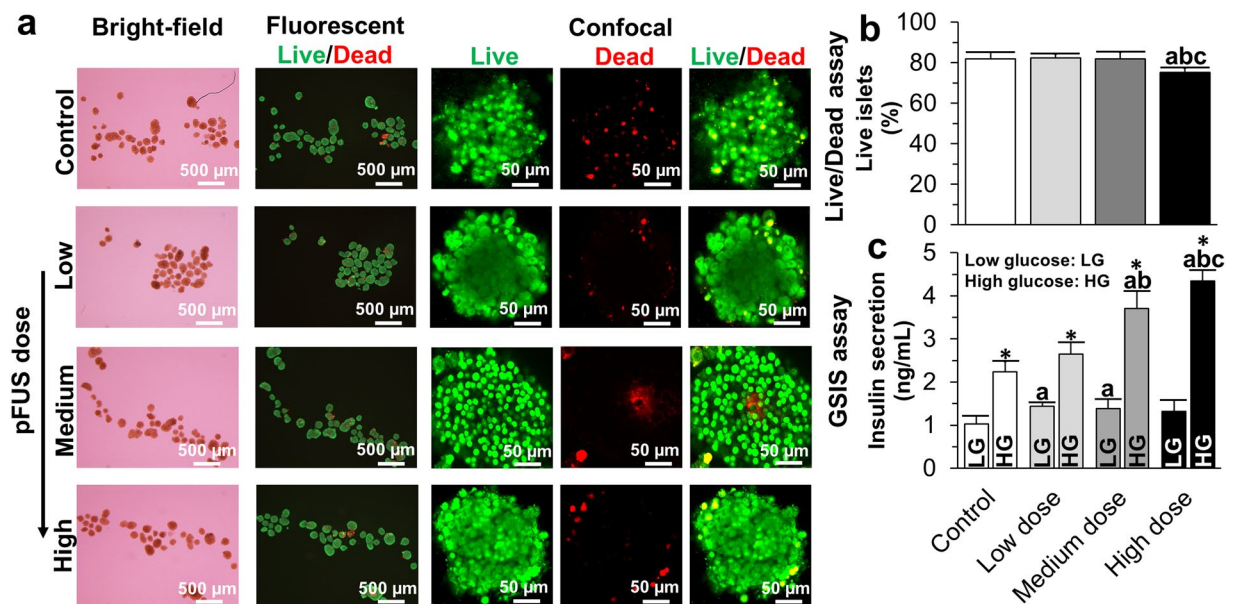 a
Bright-field
Fluorescent
Live/Dead
Confocal
Live
Dead
Live/Dead
pFUS dose
Control
500 µm
500 µm
50 µm
50 µm
50 µm
Low
500 µm
500 µm
50 µm
50 µm
50 µm
Medium
500 µm
500 µm
50 µm
50 µm
50 µm
High
500 µm
500 µm
50 µm
50 µm
50 µm
b
Live/Dead assay
Live islets
(%)
100
80
60
40
20
0
abc
c
GSIS assay
Insulin secretion
(ng/mL)
5
4
3
2
1
0
Low glucose: LG
High glucose: HG
*
a
*
a
*
ab
*
abc
LG
HG
LG
HG
LG
HG
LG
HG
Control
Low dose
Medium dose
High dose